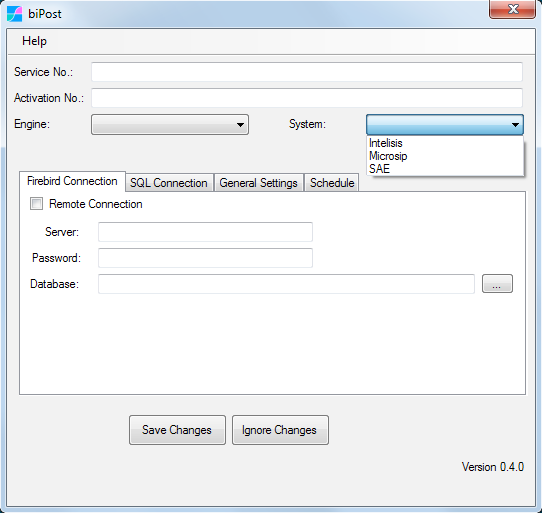 biPost
Help
Service No.:
Activation No.:
Engine: System:
Intelisis
Microsip
SAE
Firebird Connection SQL Connection General Settings Schedule
Remote Connection
Server:
Password:
Database: ...
Save Changes Ignore Changes
Version 0.4.0